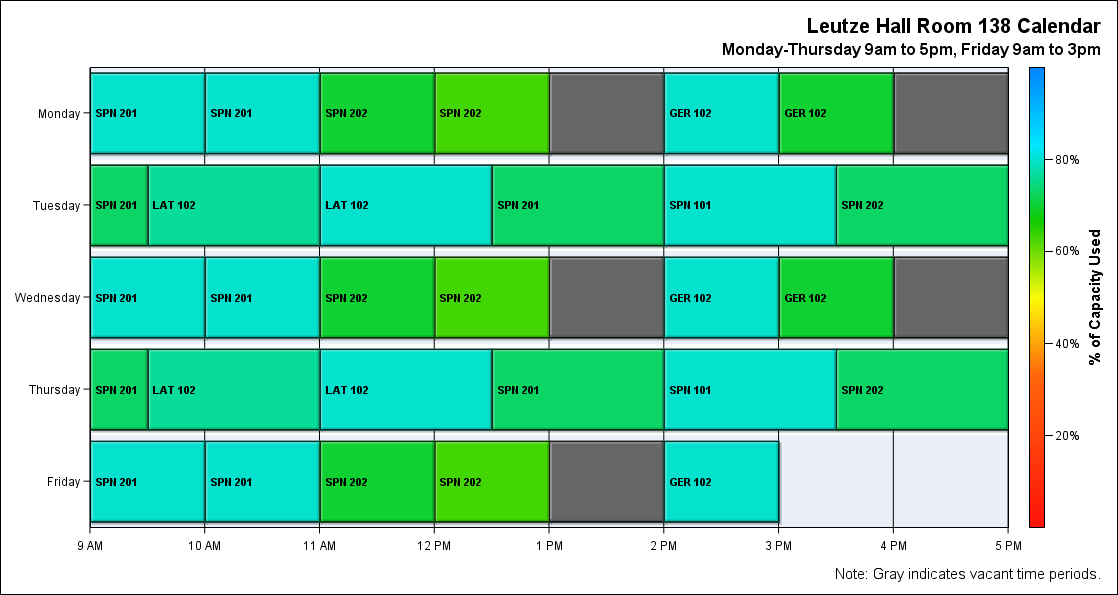 Leutze Hall Room 138 Calendar
Monday-Thursday 9am to 5pm, Friday 9am to 3pm
Monday
SPN 201
SPN 201
SPN 202
SPN 202
GER 102
GER 102
Tuesday
SPN 201
LAT 102
LAT 102
SPN 201
SPN 101
SPN 202
Wednesday
SPN 201
SPN 201
SPN 202
SPN 202
GER 102
GER 102
Thursday
SPN 201
LAT 102
LAT 102
SPN 201
SPN 101
SPN 202
Friday
SPN 201
SPN 201
SPN 202
SPN 202
GER 102
9 AM
10 AM
11 AM
12 PM
1 PM
2 PM
3 PM
4 PM
5 PM
80%
60%
40%
20%
% of Capacity Used
Note: Gray indicates vacant time periods.